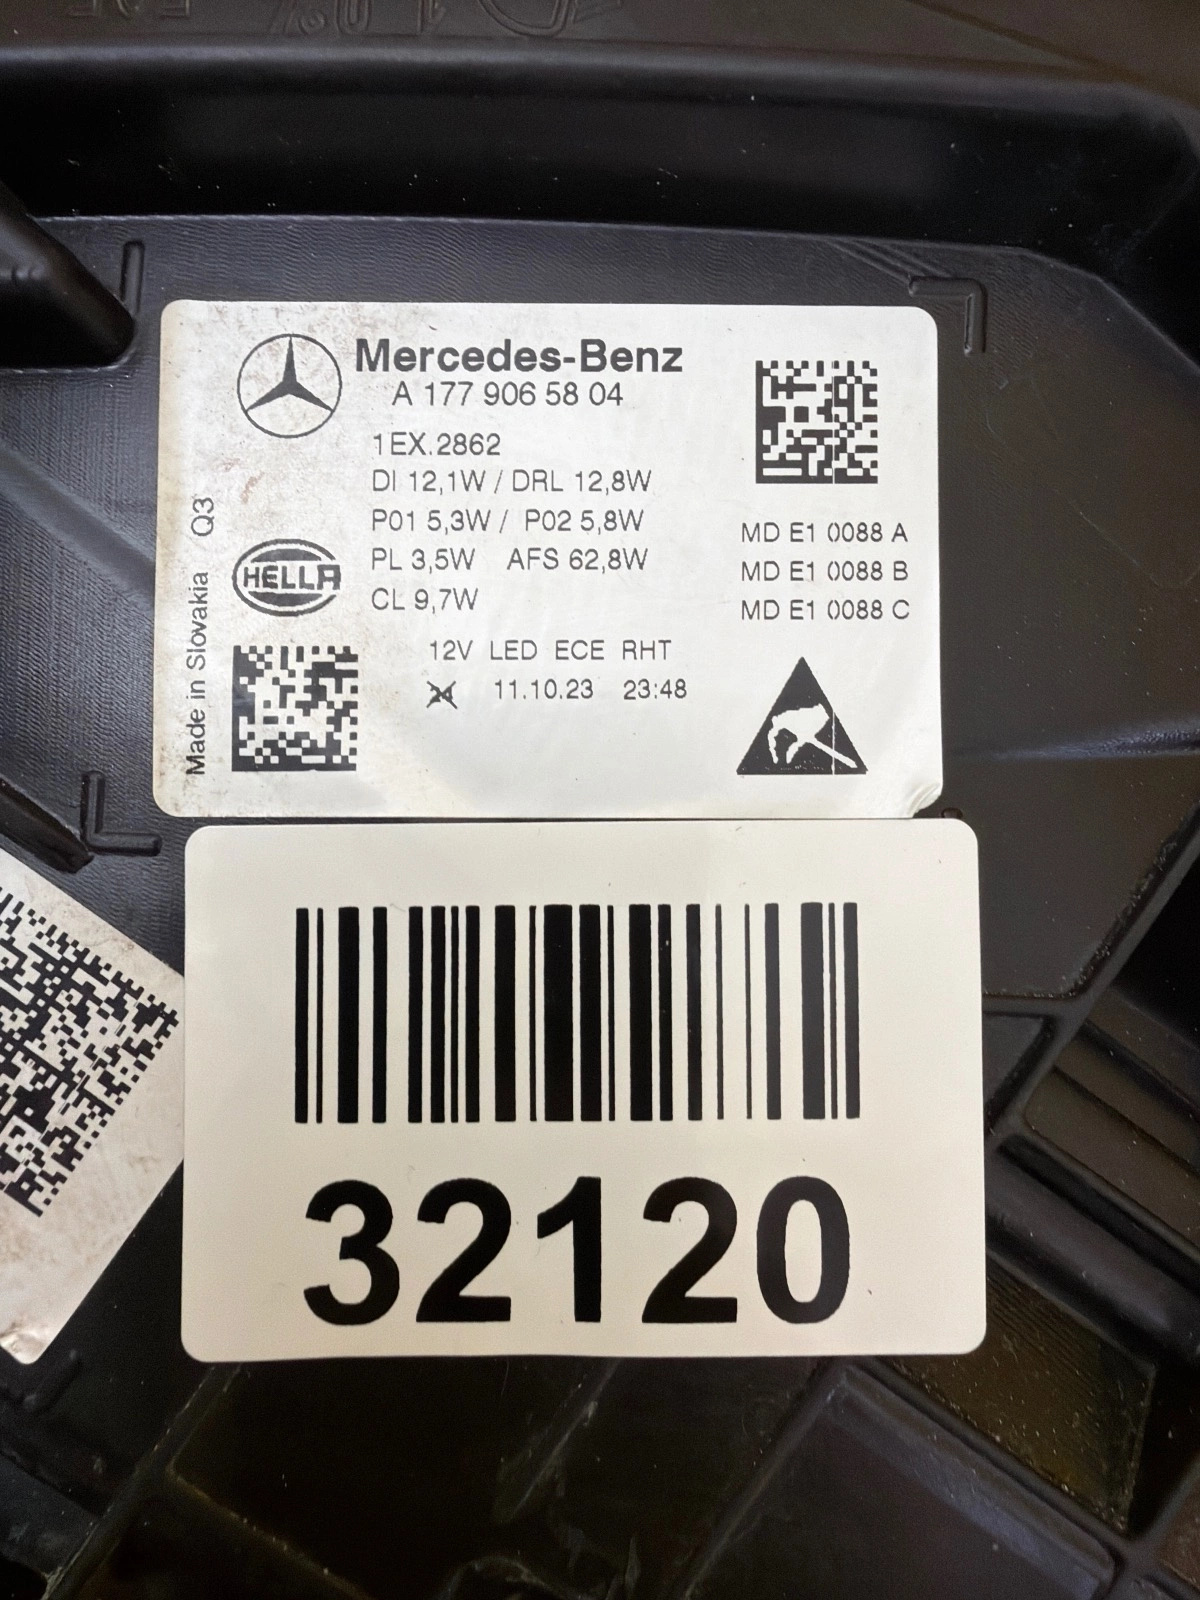 Mercedes-Benz
A 177 906 58 04
1EX.2862
DI 12,1W / DRL 12,8W
P01 5,3W / P02 5,8W
PL 3,5W AFS 62,8W
CL 9,7W
12V LED ECE RHT
11.10.23 23:48
MD E1 0088 A
MD E1 0088 B
MD E1 0088 C
HELLA
Made in Slovakia Q3
32120